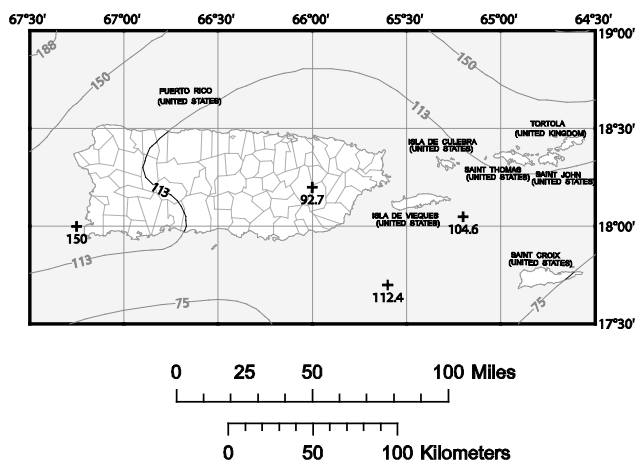 67°30' 67°00' 66°30' 66°00' 65°30' 65°00' 64°30'
19°00'
188
150
150
PUERTO RICO
(UNITED STATES)
113
TORTOLA
(UNITED KINGDOM)
18°30'
ISLA DE CULEBRA
(UNITED STATES)
SAINT THOMAS
(UNITED STATES)
SAINT JOHN
(UNITED STATES)
113
92.7
ISLA DE VIEQUES
(UNITED STATES)
104.6
150
18°00'
113
SAINT CROIX
(UNITED STATES)
112.4
75
75
17°30'
0 25 50 100 Miles
0 50 100 Kilometers